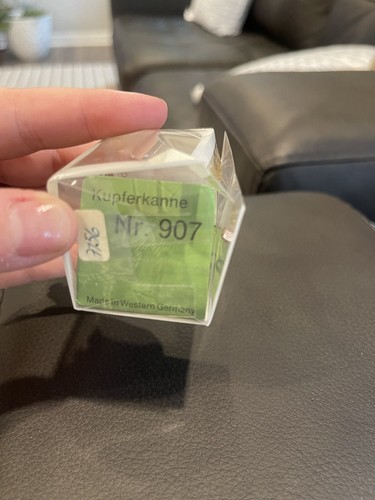 Kupferkanne
Nr. 907
Made in Western Germany